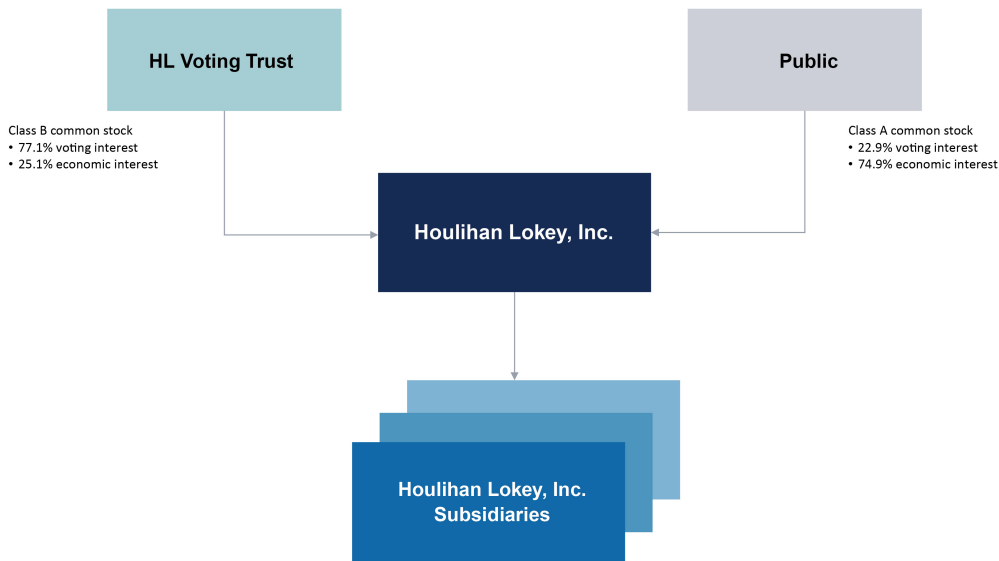 HL Voting Trust
Public
Class B common stock
• 77.1% voting interest
• 25.1% economic interest
Class A common stock
• 22.9% voting interest
• 74.9% economic interest
Houlihan Lokey, Inc.
Houlihan Lokey, Inc.
Subsidiaries